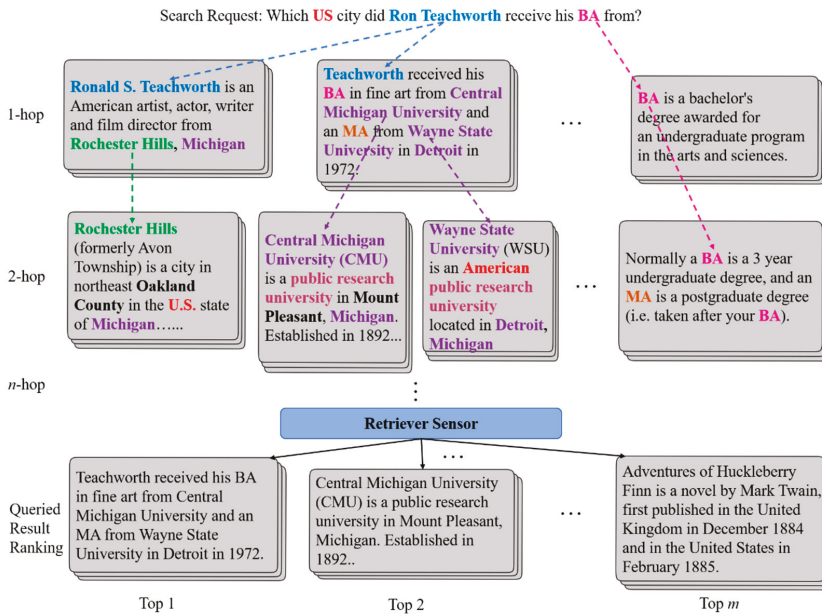 Search Request: Which US city did Ron Teachworth receive his BA from?
1-hop
Ronald S. Teachworth is an
American artist, actor, writer
and film director from
Rochester Hills, Michigan
Teachworth received his
BA in fine art from Central
Michigan University and
an MA from Wayne State
University in Detroit in
1972.
...
BA is a bachelor's
degree awarded for
an undergraduate program
in the arts and sciences.
2-hop
Rochester Hills
(formerly Avon
Township) is a city in
northeast Oakland
County in the U.S. state
of Michigan…...
Central Michigan
University (CMU)
is a public research
university in Mount
Pleasant, Michigan.
Established in 1892...
Wayne State
University (WSU)
is an American
public research
university
located in Detroit,
Michigan
...
Normally a BA is a 3 year
undergraduate degree, and an
MA is a postgraduate degree
(i.e. taken after your BA).
n-hop
...
Retriever Sensor
...
Queried
Result
Ranking
Teachworth received his BA
in fine art from Central
Michigan University and an
MA from Wayne State
University in Detroit in 1972.
Central Michigan University
(CMU) is a public research
university in Mount Pleasant,
Michigan. Established in
1892..
...
Adventures of Huckleberry
Finn is a novel by Mark Twain,
first published in the United
Kingdom in December 1884
and in the United States in
February 1885.
Top 1
Top 2
Top m